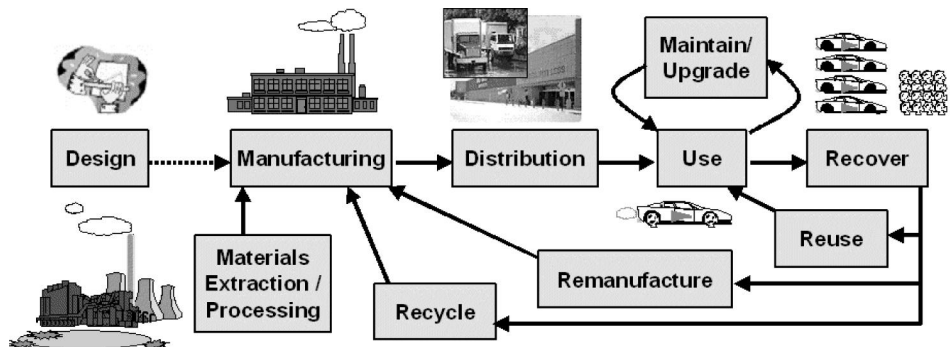 Maintain/
Upgrade
Design
Manufacturing
Distribution
Use
Recover
Materials
Extraction /
Processing
Recycle
Remanufacture
Reuse